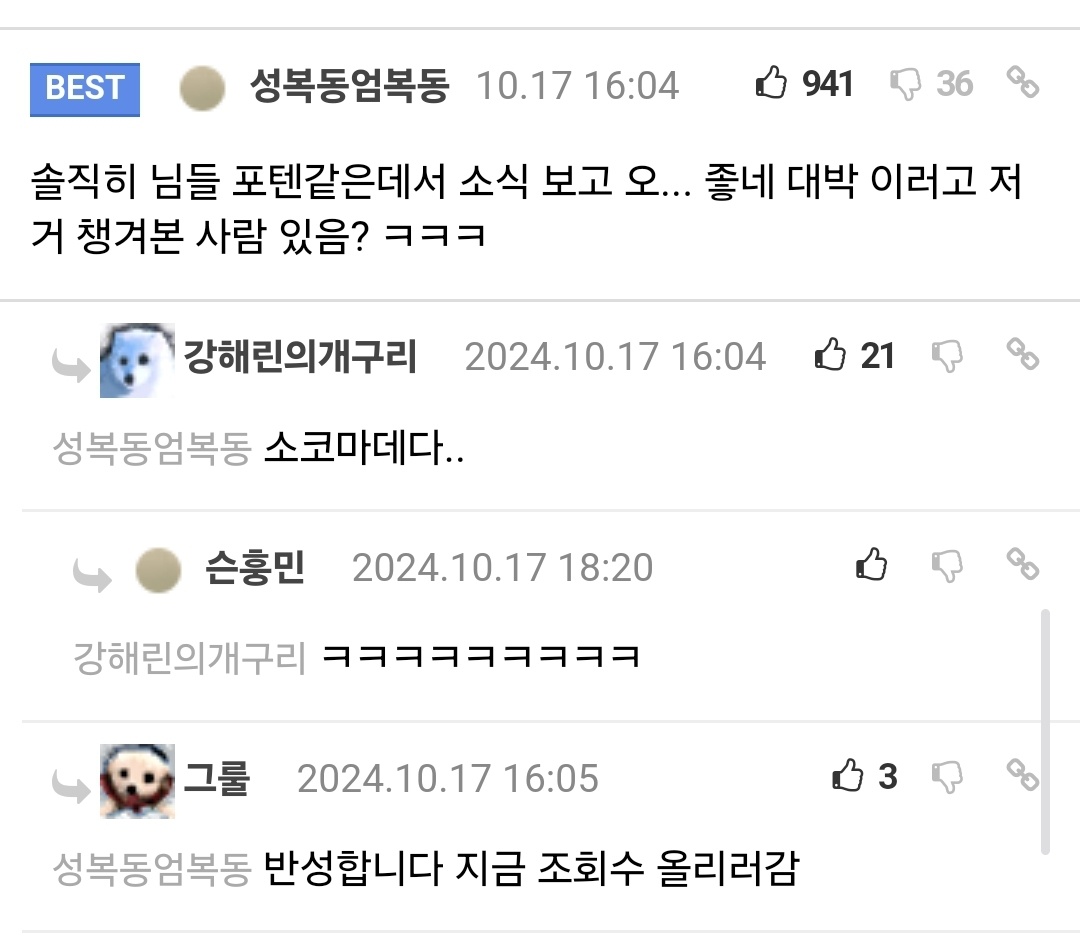 BEST 성복동엄복동 10.17 16:04 941 36
솔직히 님들 포텐같은데서 소식 보고 오... 좋네 대박 이러고 저
거 챙겨본 사람 있음? ㅋㅋㅋ
강해린의개구리 2024.10.17 16:04 21
성복동엄복동 소코마데다..
슨훙민 2024.10.17 18:20
강해린의개구리 ㅋㅋㅋㅋㅋㅋㅋㅋㅋ
그룰 2024.10.17 16:05 3
성복동엄복동 반성합니다 지금 조회수 올리러감